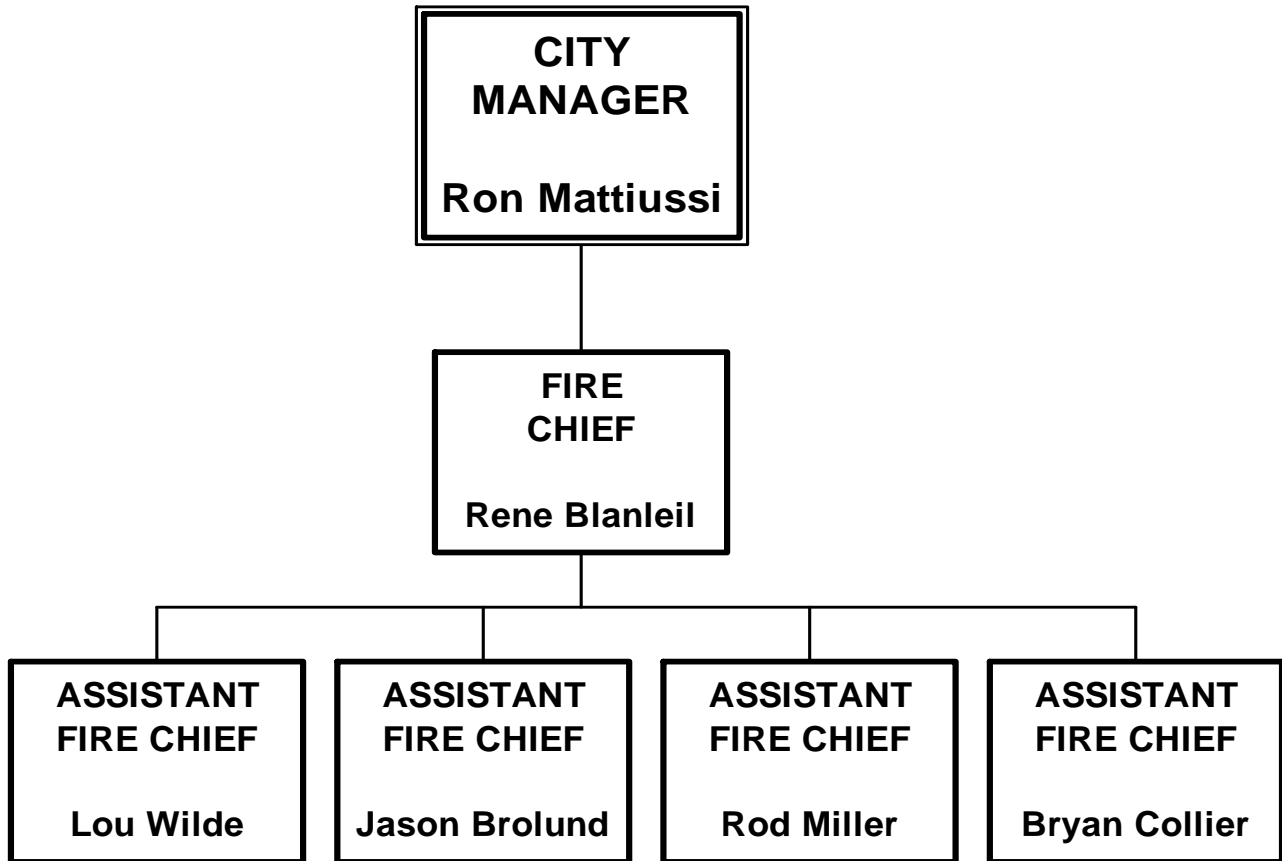 CITY
MANAGER
Ron Mattiussi
FIRE
CHIEF
Rene Blanleil
ASSISTANT
FIRE CHIEF
Lou Wilde
ASSISTANT
FIRE CHIEF
Jason Brolund
ASSISTANT
FIRE CHIEF
Rod Miller
ASSISTANT
FIRE CHIEF
Bryan Collier